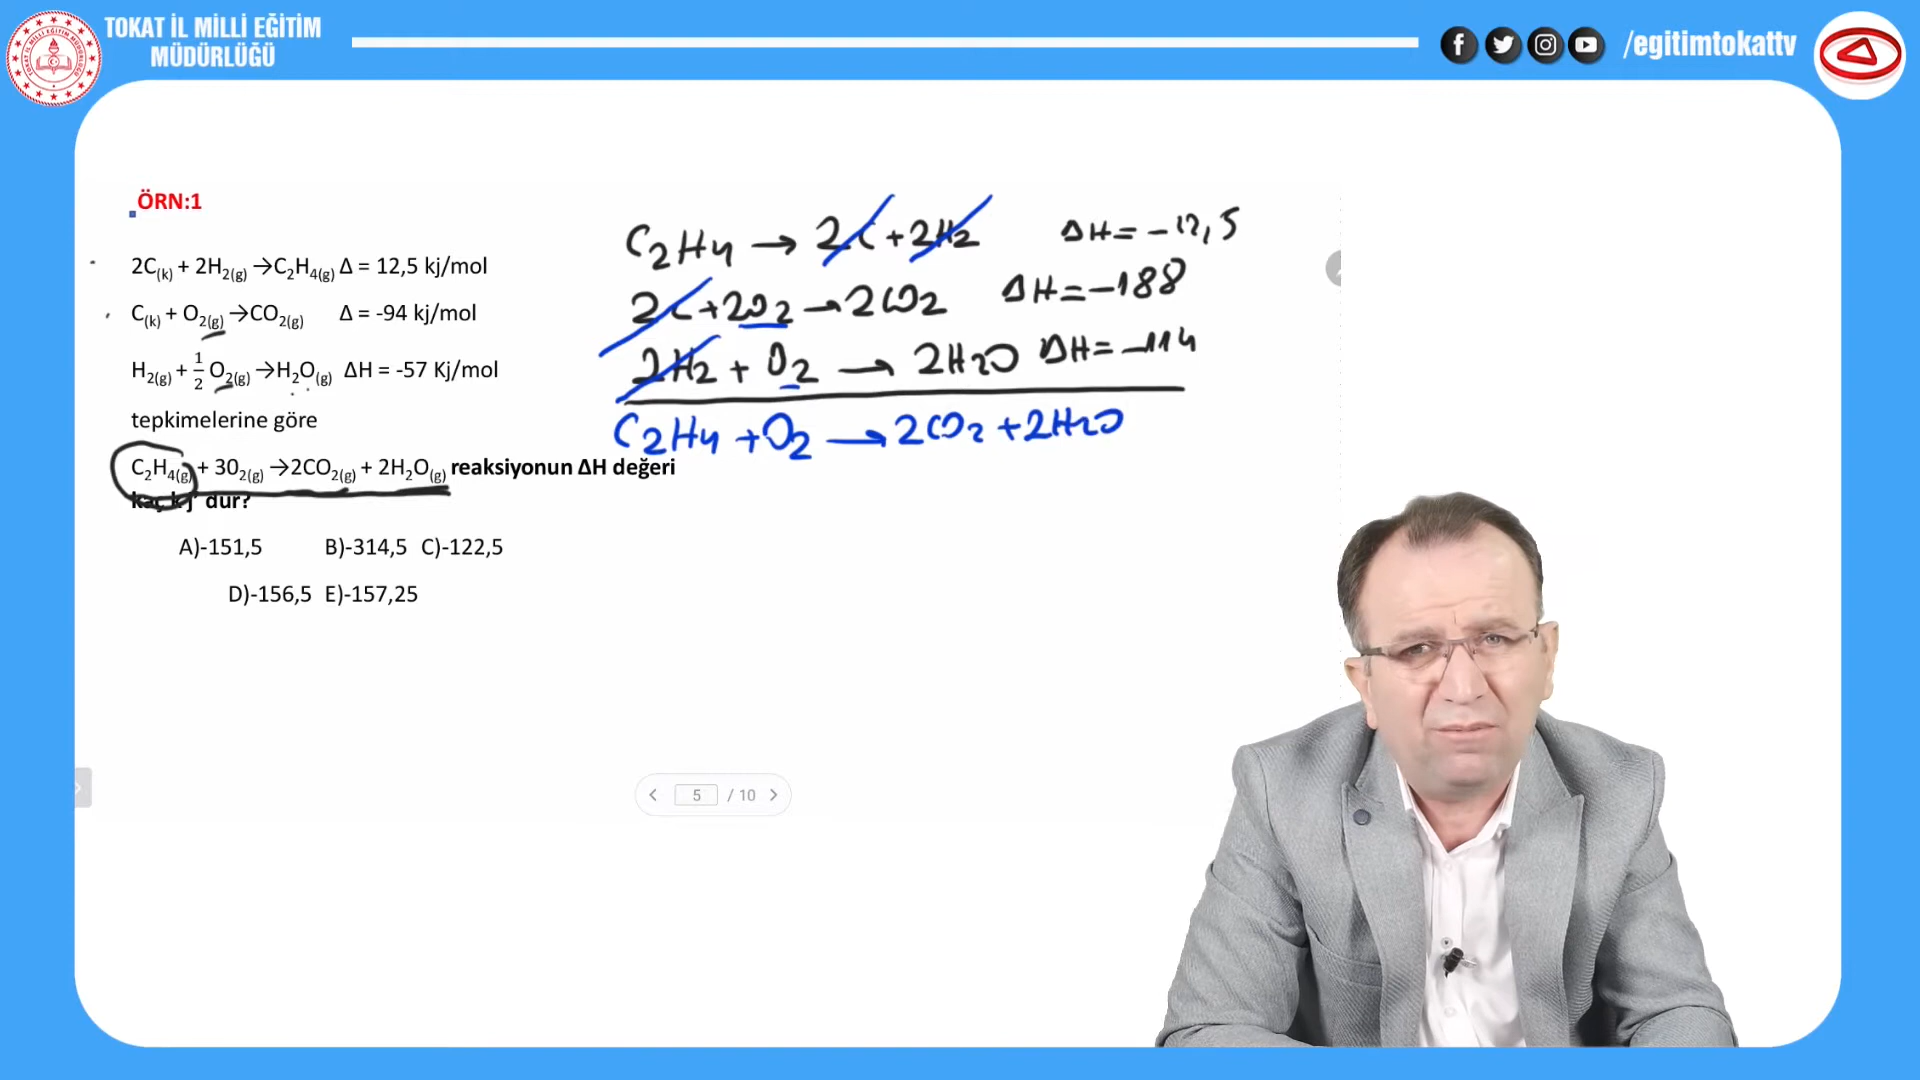 TOKAT İL MİLLİ EĞİTİM
MÜDÜRLÜĞÜ
/egitimtokattv
ÖRN:1
2C(k) + 2H2(g) →C2H4(g) Δ = 12,5 kj/mol
C(k) + O2(g) →CO2(g) Δ = -94 kj/mol
H2(g) + 1/2 O2(g) →H2O(g) ΔH = -57 Kj/mol
tepkimelerine göre
C2H4(g) + 302(g) →2CO2(g) + 2H2O(g) reaksiyonun ΔH değeri
kaç kj' dur?
A)-151,5 B)-314,5 C)-122,5
D)-156,5 E)-157,25
C2H4 → 2C + 2H2 ΔH = -12,5
2C + 2O2 → 2CO2 ΔH = -188
2H2 + O2 → 2H2O ΔH = -114
C2H4 + O2 → 2CO2 + 2H2O
5 / 10